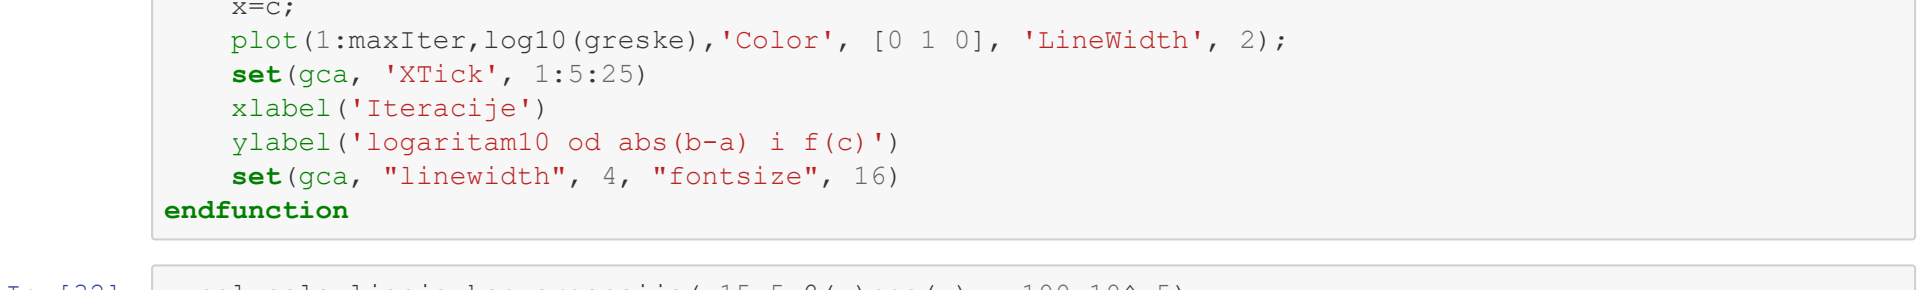 x=c;
plot(1:maxIter,log10(greske),'Color', [0 1 0], 'LineWidth', 2);
set(gca, 'XTick', 1:5:25)
xlabel('Iteracije')
ylabel('logaritam10 od abs(b-a) i f(c)')
set(gca, "linewidth", 4, "fontsize", 16)
endfunction